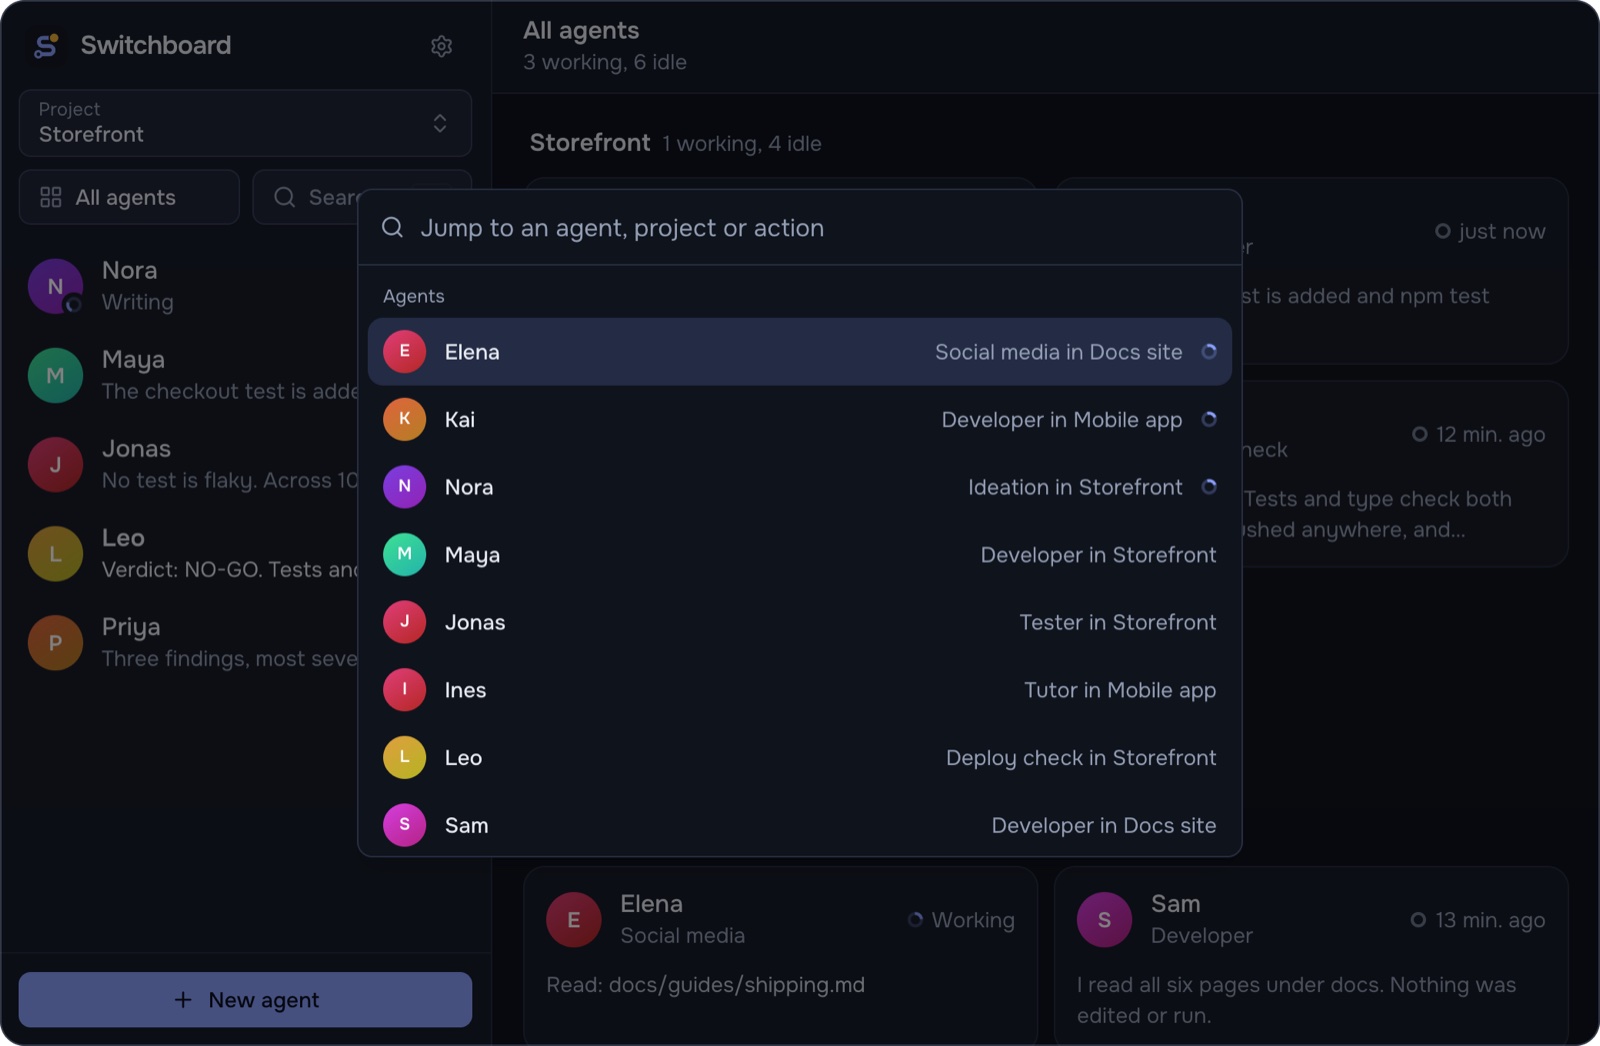 Switchboard
Project
Storefront
All agents
Sear
N
Nora
Writing
M
Maya
The checkout test is adde
J
Jonas
No test is flaky. Across 10
L
Leo
Verdict: NO-GO. Tests and
P
Priya
Three findings, most seve
New agent
All agents
3 working, 6 idle
Storefront 1 working, 4 idle
just now
er
st is added and npm test
12 min. ago
heck
Tests and type check both
shed anywhere, and...
Jump to an agent, project or action
Agents
E Elena Social media in Docs site
K Kai Developer in Mobile app
N Nora Ideation in Storefront
M Maya Developer in Storefront
J Jonas Tester in Storefront
I Ines Tutor in Mobile app
L Leo Deploy check in Storefront
S Sam Developer in Docs site
E
Elena
Social media
Working
Read: docs/guides/shipping.md
S
Sam
Developer
13 min. ago
I read all six pages under docs. Nothing was
edited or run.